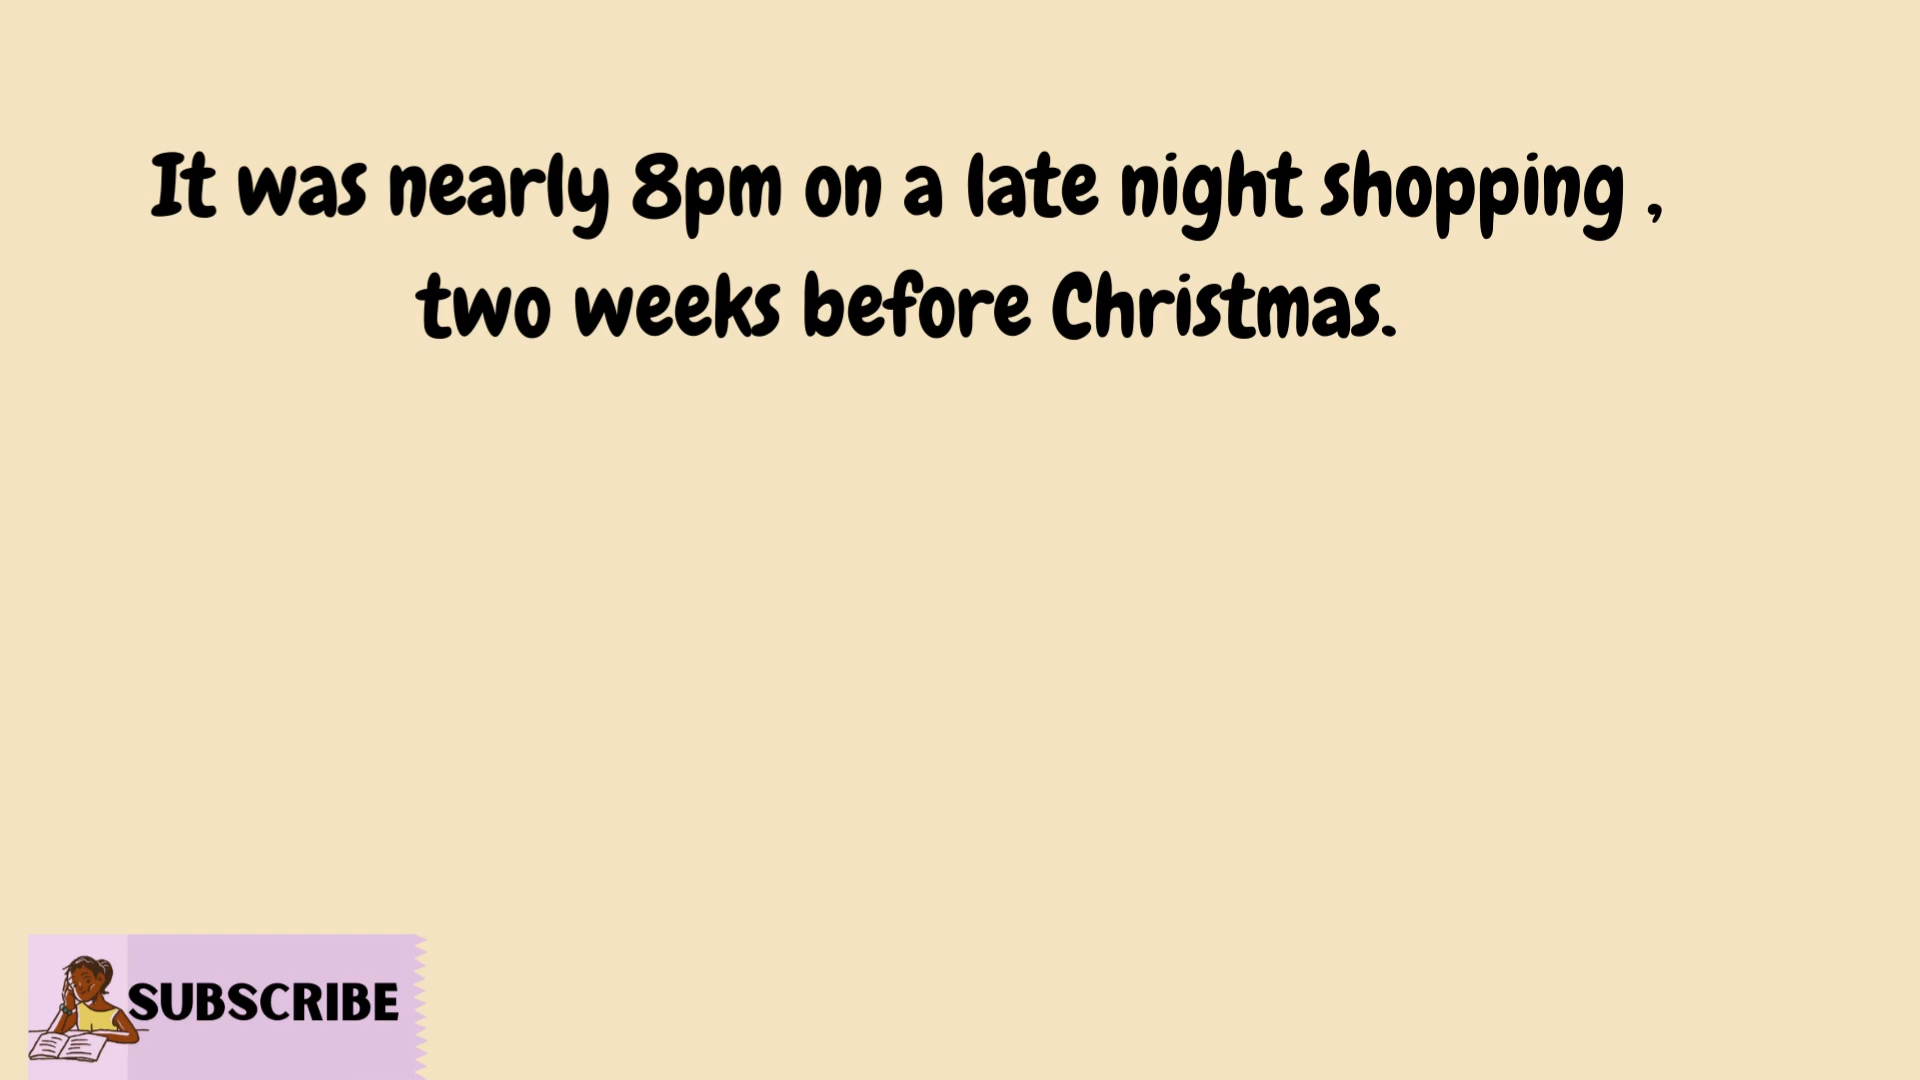 It was nearly 8pm on a late night shopping ,
two weeks before Christmas.
SUBSCRIBE